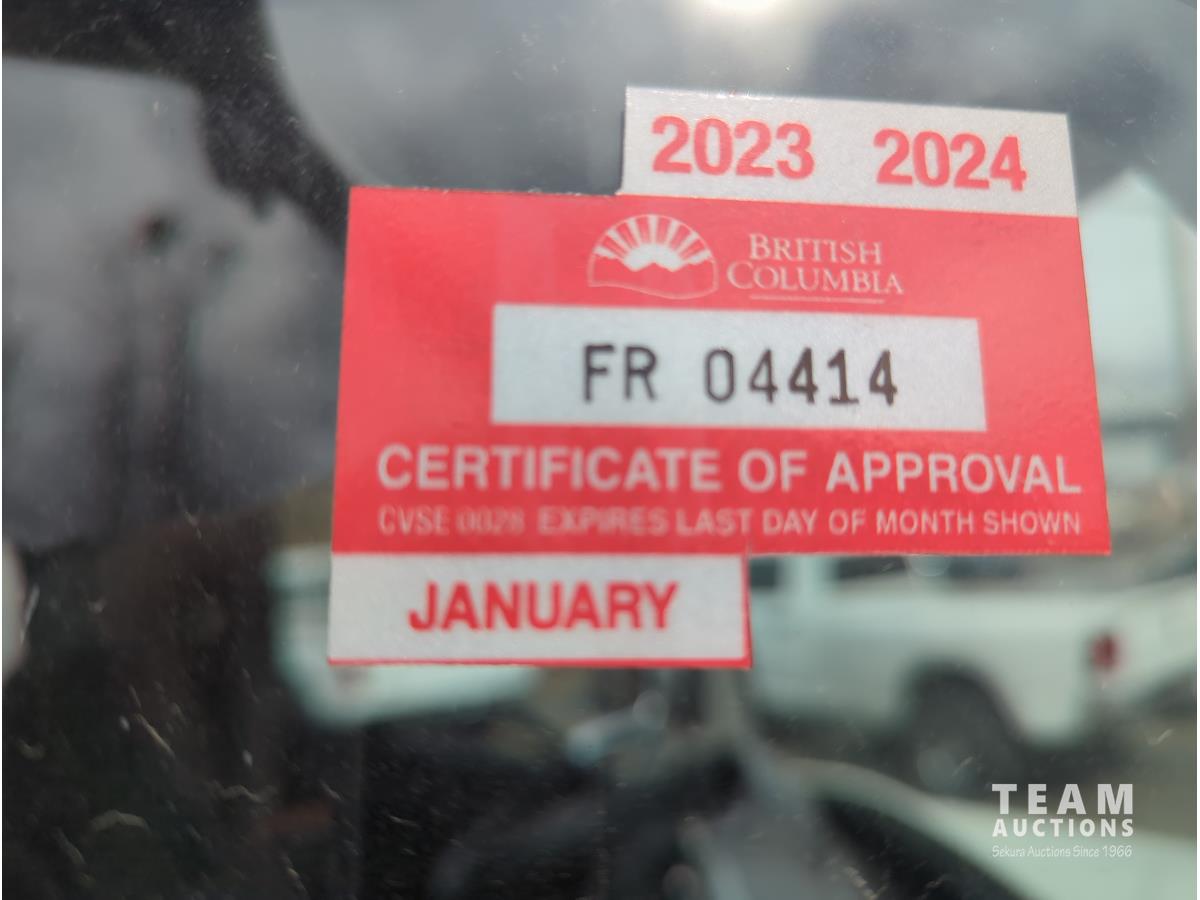 2023 2024
BRITISH
COLUMBIA
FR 04414
CERTIFICATE OF APPROVAL
CVSE 0028 EXPIRES LAST DAY OF MONTH SHOWN
JANUARY
TEAM
AUCTIONS
Sekura Auctions Since 1966